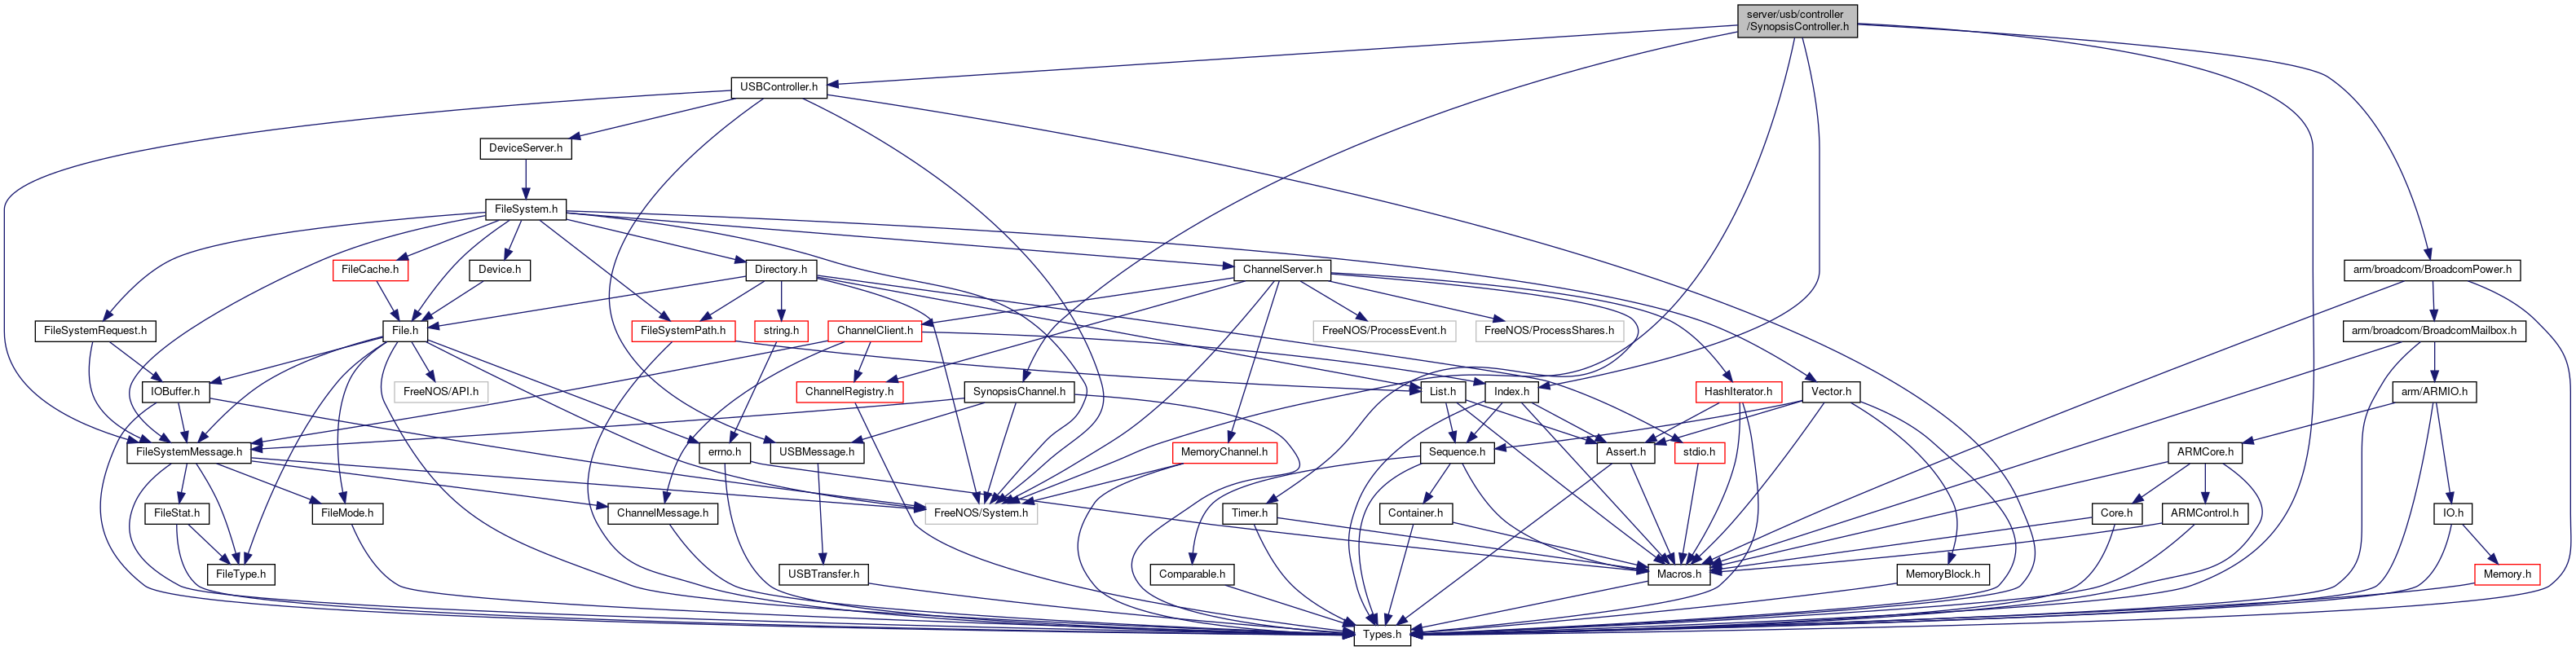 server/usb/controller
/SynopsisController.h
USBController.h
DeviceServer.h
FileSystem.h
FileCache.h
Device.h
Directory.h
ChannelServer.h
arm/broadcom/BroadcomPower.h
FileSystemRequest.h
File.h
FileSystemPath.h
string.h
ChannelClient.h
FreeNOS/ProcessEvent.h
FreeNOS/ProcessShares.h
arm/broadcom/BroadcomMailbox.h
IOBuffer.h
FreeNOS/API.h
ChannelRegistry.h
SynopsisChannel.h
List.h
Index.h
HashIterator.h
Vector.h
arm/ARMIO.h
FileSystemMessage.h
errno.h
USBMessage.h
MemoryChannel.h
Sequence.h
Assert.h
stdio.h
ARMCore.h
FileStat.h
FileMode.h
ChannelMessage.h
FreeNOS/System.h
Timer.h
Container.h
Core.h
ARMControl.h
IO.h
FileType.h
USBTransfer.h
Comparable.h
Macros.h
MemoryBlock.h
Memory.h
Types.h